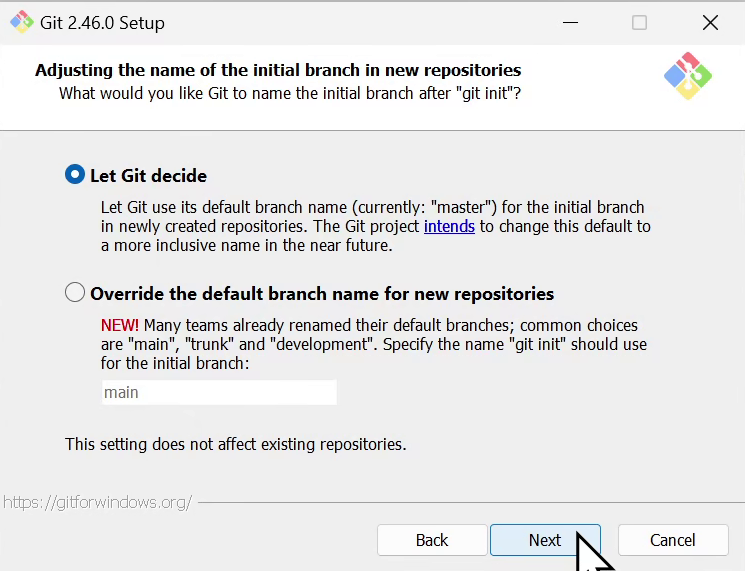 Git 2.46.0 Setup
Adjusting the name of the initial branch in new repositories
What would you like Git to name the initial branch after "git init"?
Let Git decide
Let Git use its default branch name (currently: "master") for the initial branch
in newly created repositories. The Git project intends to change this default to
a more inclusive name in the near future.
Override the default branch name for new repositories
NEW! Many teams already renamed their default branches; common choices
are "main", "trunk" and "development". Specify the name "git init" should use
for the initial branch:
main
This setting does not affect existing repositories.
https://gitforwindows.org/
Back Next Cancel